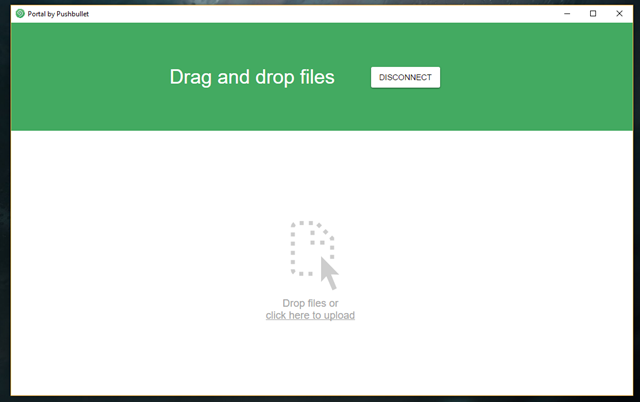 Portal by Pushbullet
Drag and drop files
DISCONNECT
Drop files or
click here to upload